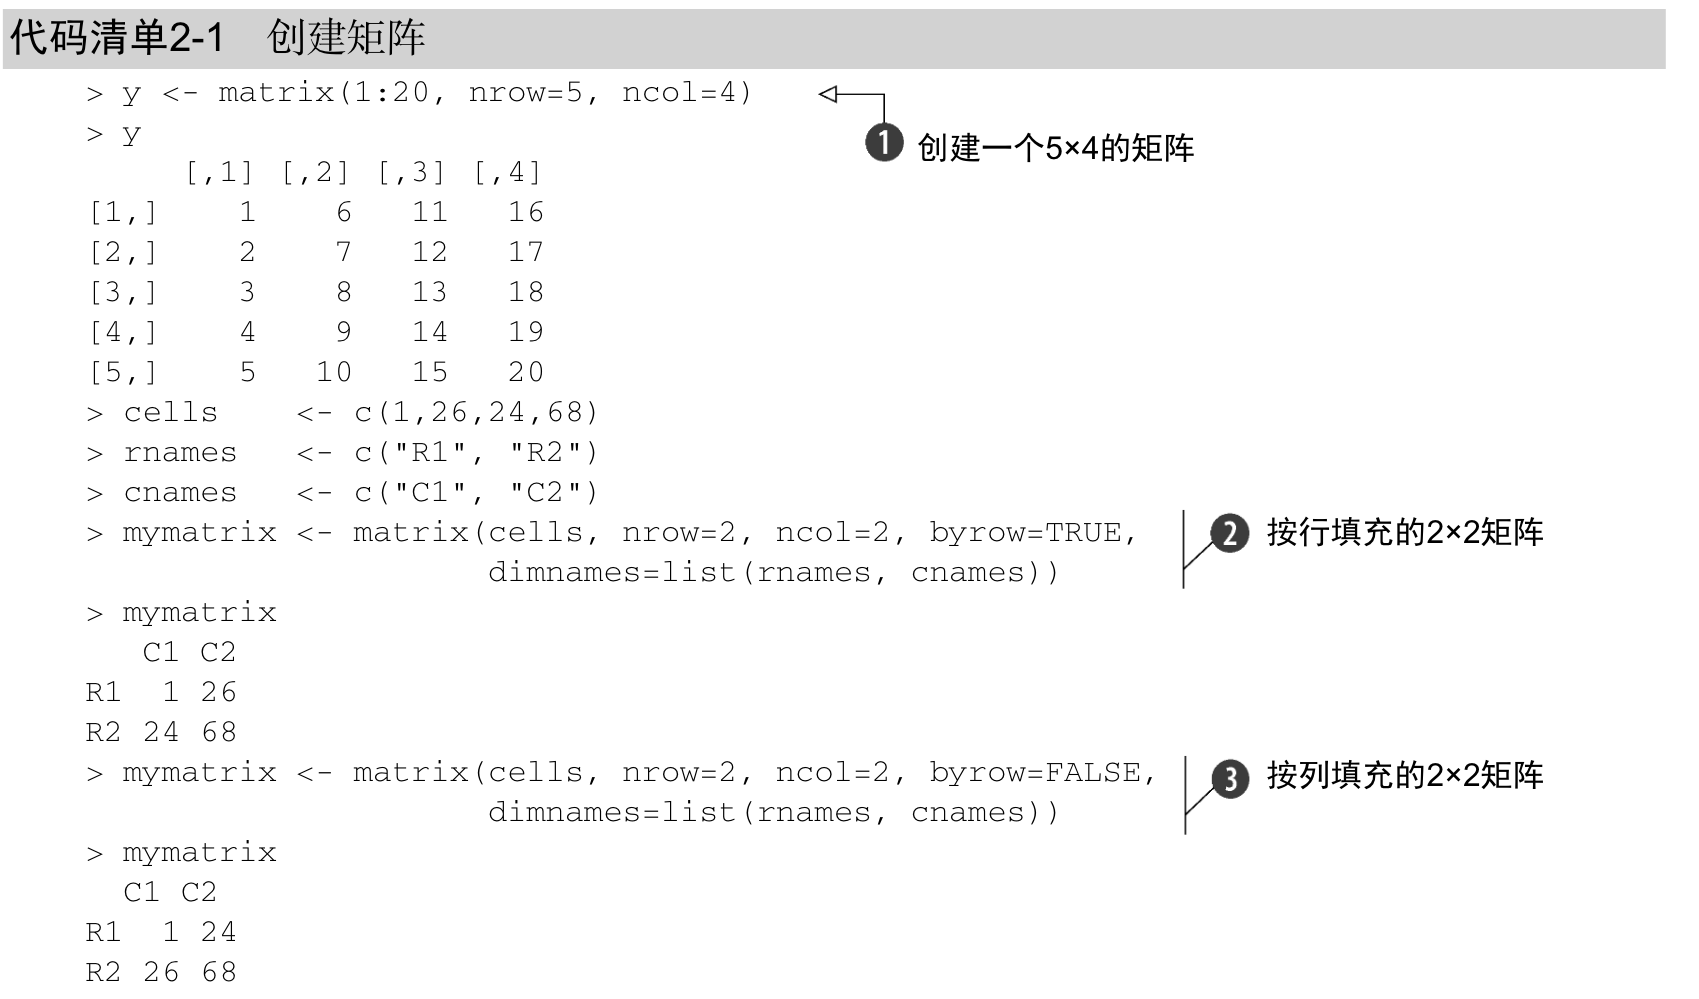 代码清单2-1 创建矩阵
> y <- matrix(1:20, nrow=5, ncol=4)
❶ 创建一个5×4的矩阵
> y
     [,1] [,2] [,3] [,4]
[1,]    1    6   11   16
[2,]    2    7   12   17
[3,]    3    8   13   18
[4,]    4    9   14   19
[5,]    5   10   15   20
> cells    <- c(1,26,24,68)
> rnames   <- c("R1", "R2")
> cnames   <- c("C1", "C2")
> mymatrix <- matrix(cells, nrow=2, ncol=2, byrow=TRUE,
                     dimnames=list(rnames, cnames))
❷ 按行填充的2×2矩阵
> mymatrix
   C1 C2
R1  1 26
R2 24 68
> mymatrix <- matrix(cells, nrow=2, ncol=2, byrow=FALSE,
                     dimnames=list(rnames, cnames))
❸ 按列填充的2×2矩阵
> mymatrix
  C1 C2
R1  1 24
R2 26 68